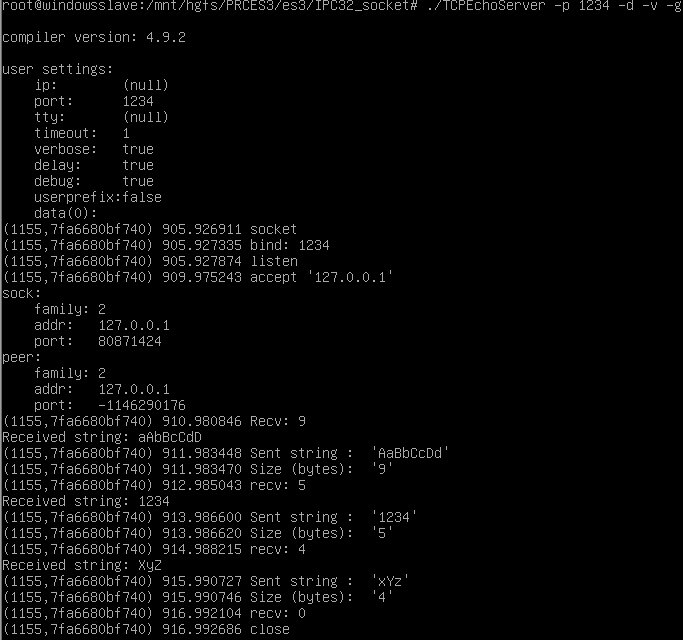 root@windowsslave:/mnt/hgfs/PRCES3/es3/IPC32_socket# ./TCPEchoServer -p 1234 -d -v -g
compiler version: 4.9.2
user settings:
ip: (null)
port: 1234
tty: (null)
timeout: 1
verbose: true
delay: true
debug: true
userprefix:false
data(0):
(1155,7fa6680bf740) 905.926911 socket
(1155,7fa6680bf740) 905.927335 bind: 1234
(1155,7fa6680bf740) 905.927874 listen
(1155,7fa6680bf740) 909.975243 accept '127.0.0.1'
sock:
family: 2
addr: 127.0.0.1
port: 80871424
peer:
family: 2
addr: 127.0.0.1
port: -1146290176
(1155,7fa6680bf740) 910.980846 Recv: 9
Received string: aAbBcCdD
(1155,7fa6680bf740) 911.983448 Sent string : 'AaBbCcDd'
(1155,7fa6680bf740) 911.983470 Size (bytes): '9'
(1155,7fa6680bf740) 912.985043 recv: 5
Received string: 1234
(1155,7fa6680bf740) 913.986600 Sent string : '1234'
(1155,7fa6680bf740) 913.986620 Size (bytes): '5'
(1155,7fa6680bf740) 914.988215 recv: 4
Received string: XyZ
(1155,7fa6680bf740) 915.990727 Sent string : 'xYz'
(1155,7fa6680bf740) 915.990746 Size (bytes): '4'
(1155,7fa6680bf740) 916.992104 recv: 0
(1155,7fa6680bf740) 916.992686 close